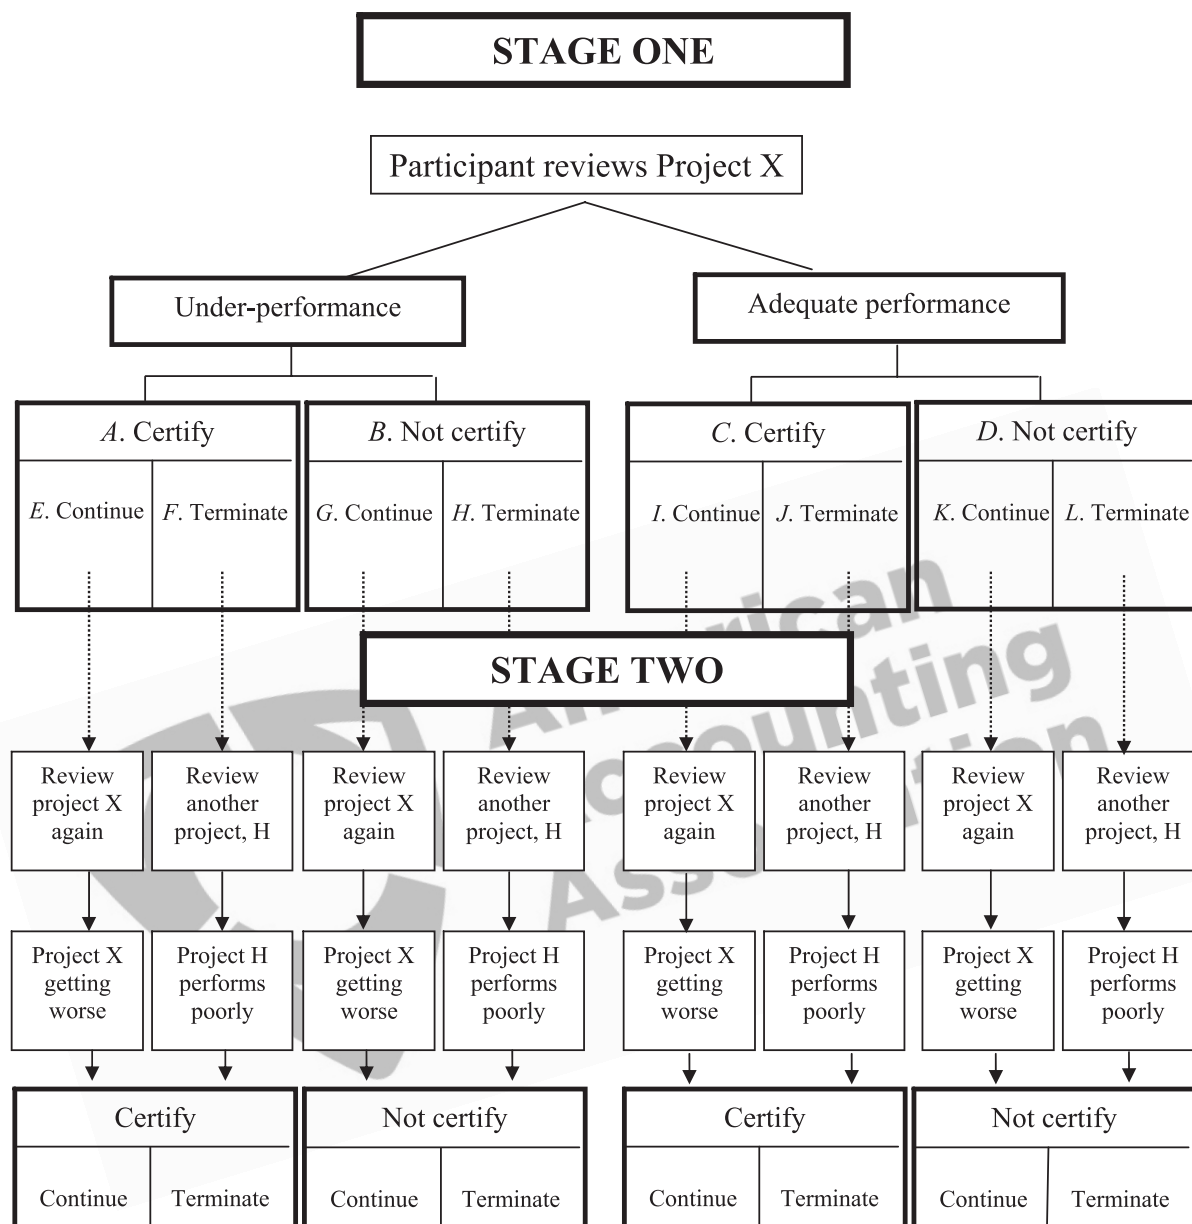 STAGE ONE
Participant reviews Project X
Under-performance
Adequate performance
A. Certify
B. Not certify
C. Certify
D. Not certify
E. Continue
F. Terminate
G. Continue
H. Terminate
I. Continue
J. Terminate
K. Continue
L. Terminate
STAGE TWO
American
Accounting
Association
Review
project X
again
Review
another
project, H
Review
project X
again
Review
another
project, H
Review
project X
again
Review
another
project, H
Review
project X
again
Review
another
project, H
Project X
getting
worse
Project H
performs
poorly
Project X
getting
worse
Project H
performs
poorly
Project X
getting
worse
Project H
performs
poorly
Project X
getting
worse
Project H
performs
poorly
Certify
Not certify
Certify
Not certify
Continue
Terminate
Continue
Terminate
Continue
Terminate
Continue
Terminate